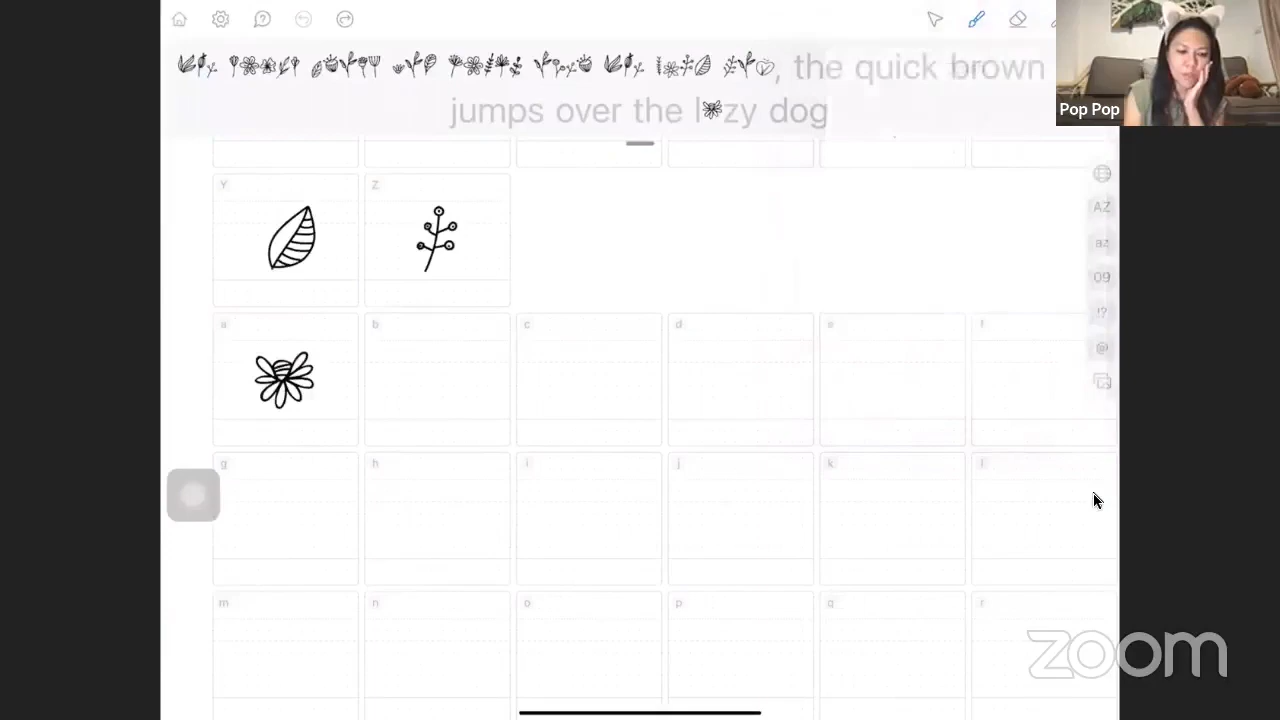 , the quick brown
jumps over the l zy dog
Pop Pop
Y
Z
AZ
az
09
!?
@
a
b
c
d
e
f
g
h
i
j
k
l
m
n
o
p
q
r
zoom